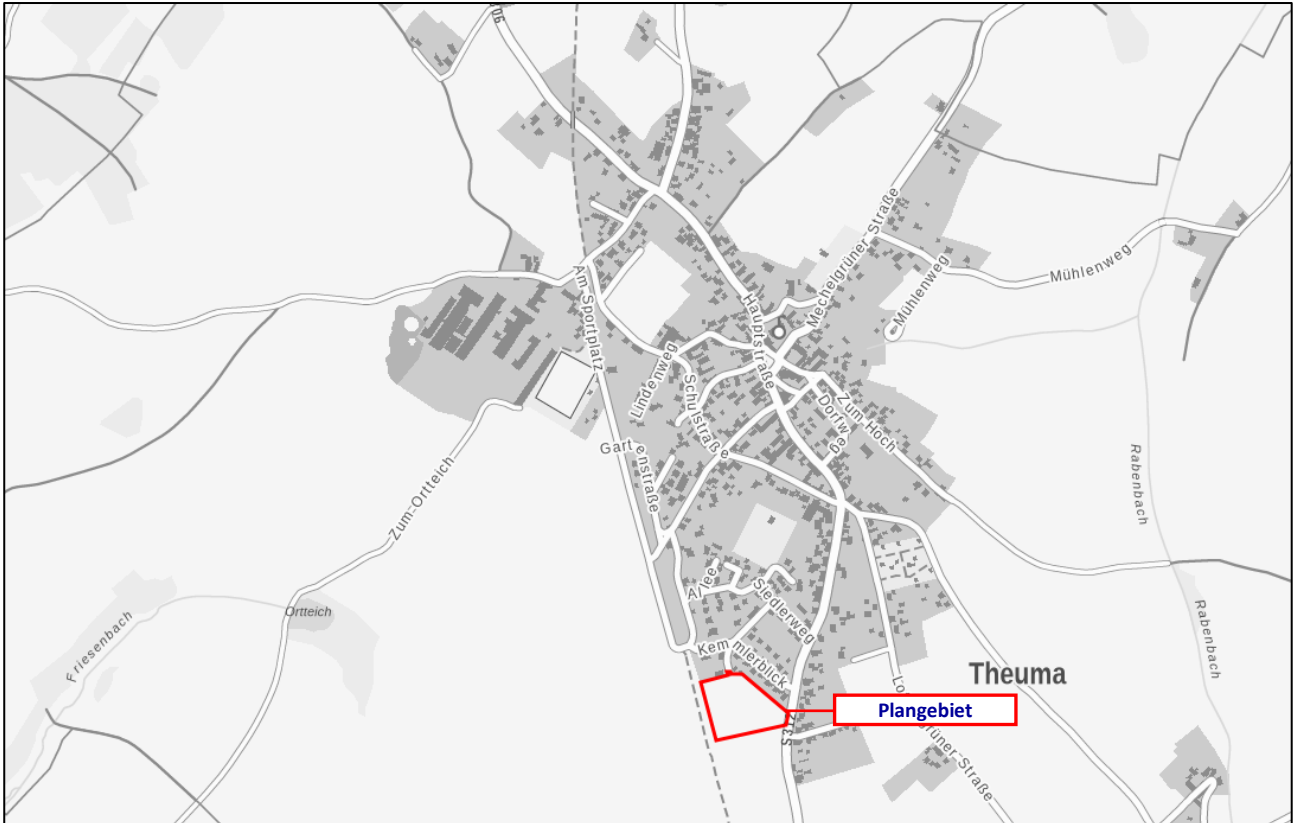 Mechelgrüner Straße
Mühlenweg
Mühlenweg
Am Sportplatz
Hauptstraße
Lindenweg
Schulstraße
Dorfweg
Zum Hoch
Gartenstraße
Zum-Ortteich
Rabenbach
Rabenbach
Ortteich
Friesenbach
Allee
Siedlerweg
Kemmlerblick
Theuma
Plangebiet